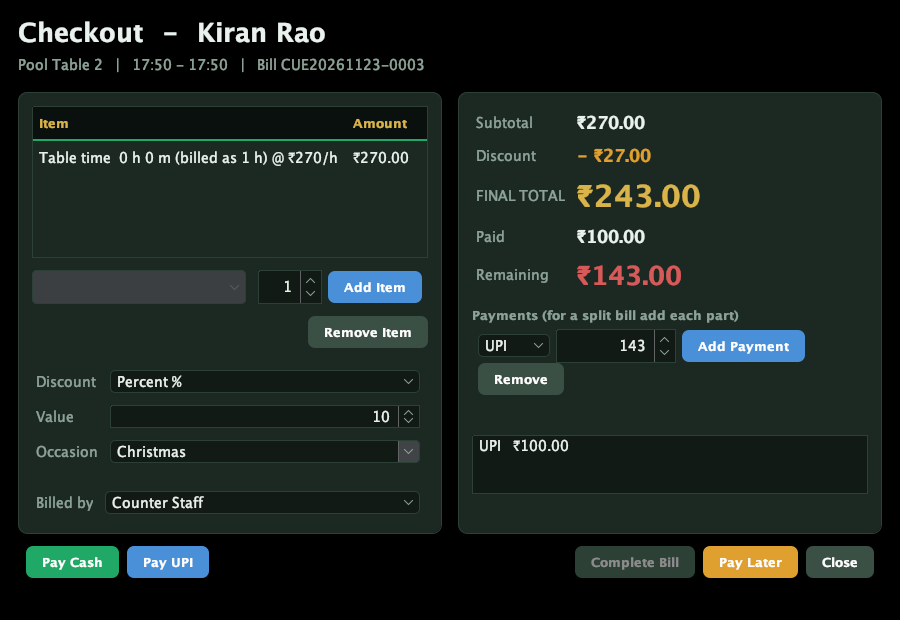 Checkout – Kiran Rao
Pool Table 2 | 17:50 – 17:50 | Bill CUE20261123-0003
Item Amount
Table time 0 h 0 m (billed as 1 h) @ ₹270/h ₹270.00
1 Add Item
Remove Item
Discount Percent %
Value 10
Occasion Christmas
Billed by Counter Staff
Subtotal ₹270.00
Discount – ₹27.00
FINAL TOTAL ₹243.00
Paid ₹100.00
Remaining ₹143.00
Payments (for a split bill add each part)
UPI 143 Add Payment
Remove
UPI ₹100.00
Pay Cash Pay UPI Complete Bill Pay Later Close